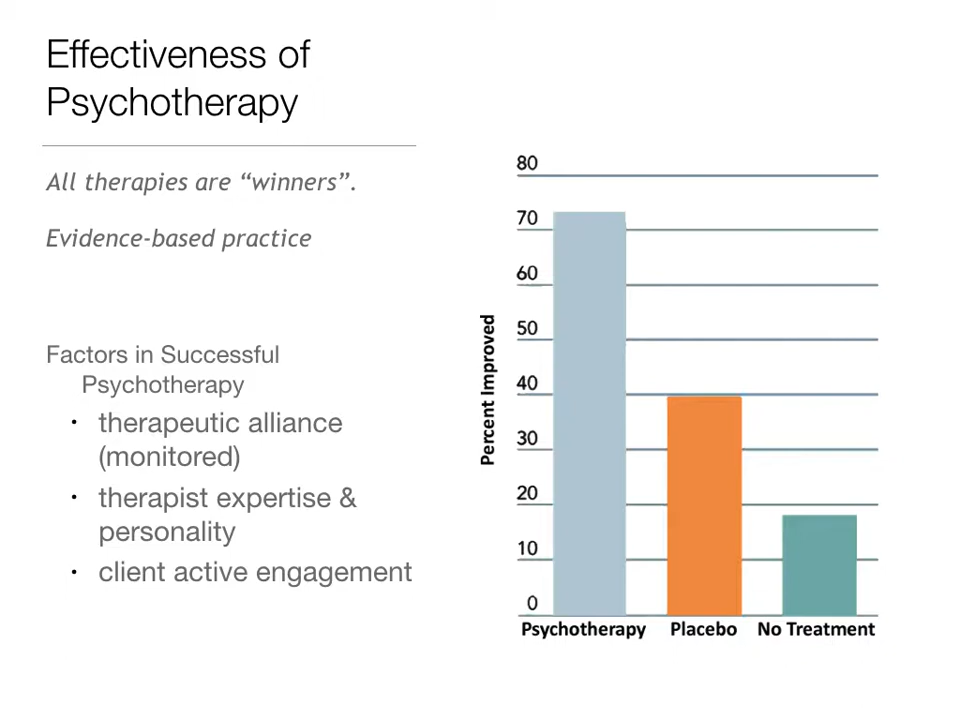 Effectiveness of
Psychotherapy
All therapies are “winners”.
Evidence-based practice
Factors in Successful
Psychotherapy
· therapeutic alliance
(monitored)
· therapist expertise &
personality
· client active engagement
Percent Improved
80
70
60
50
40
30
20
10
0
Psychotherapy Placebo No Treatment